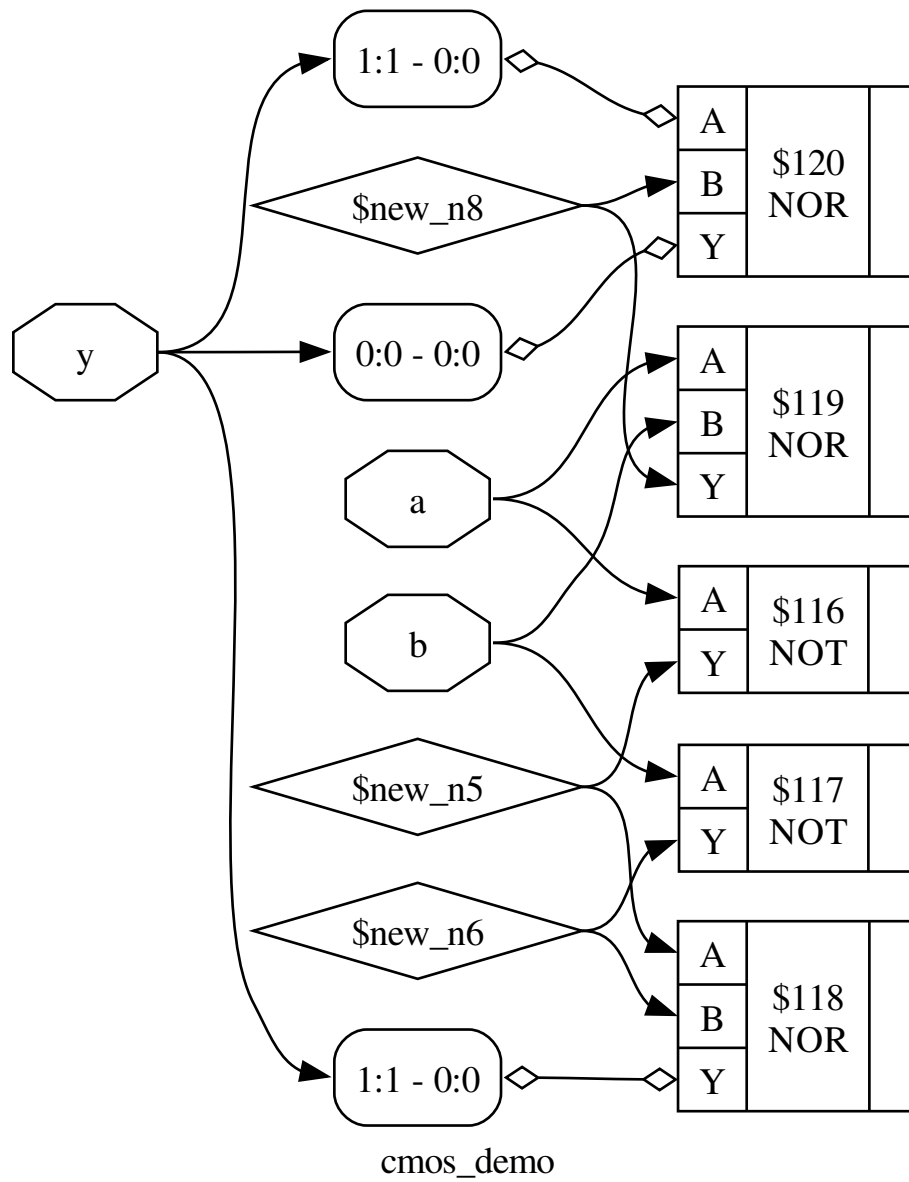 1:1 - 0:0
A
$120
NOR
B
Y
$new_n8
y
0:0 - 0:0
A
$119
NOR
B
Y
a
A
$116
NOT
Y
b
$new_n5
A
$117
NOT
Y
$new_n6
A
$118
NOR
B
Y
1:1 - 0:0
cmos_demo